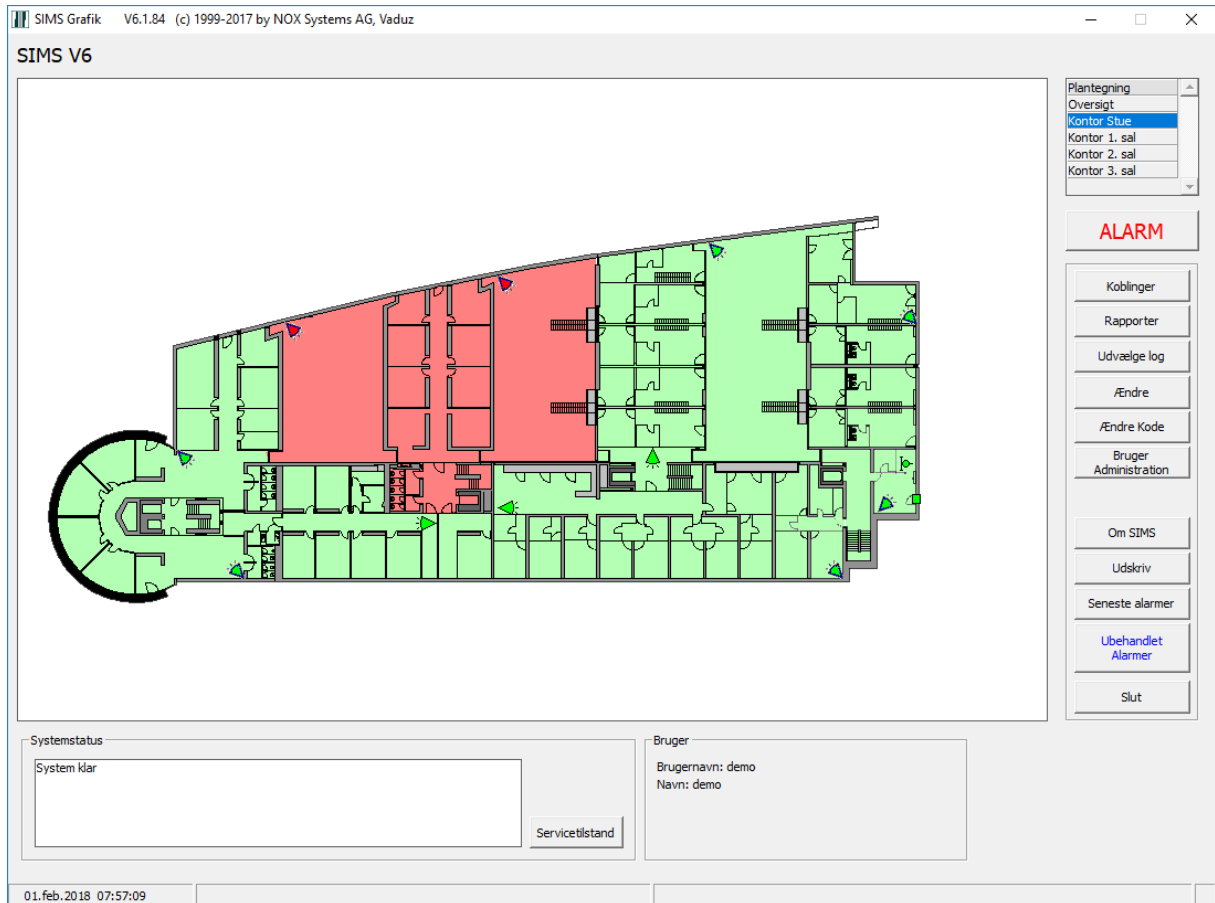 SIMS Grafik V6.1.84 (c) 1999-2017 by NOX Systems AG, Vaduz
SIMS V6
Plantegning
Oversigt
Kontor Stue
Kontor 1. sal
Kontor 2. sal
Kontor 3. sal
ALARM
Koblinger
Rapporter
Udvælge log
Ændre
Ændre Kode
Bruger
Administration
Om SIMS
Udskriv
Seneste alarmer
Ubehandlet
Alarmer
Slut
Systemstatus
System klar
Servicetilstand
Bruger
Brugernavn: demo
Navn: demo
01.feb.2018 07:57:09